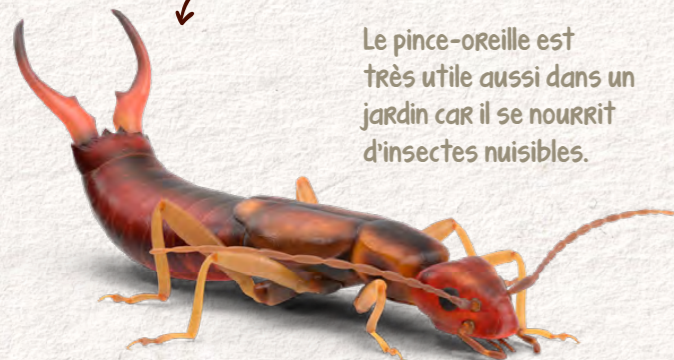 Le pince-oreille est
très utile aussi dans un
jardin car il se nourrit
d'insectes nuisibles.